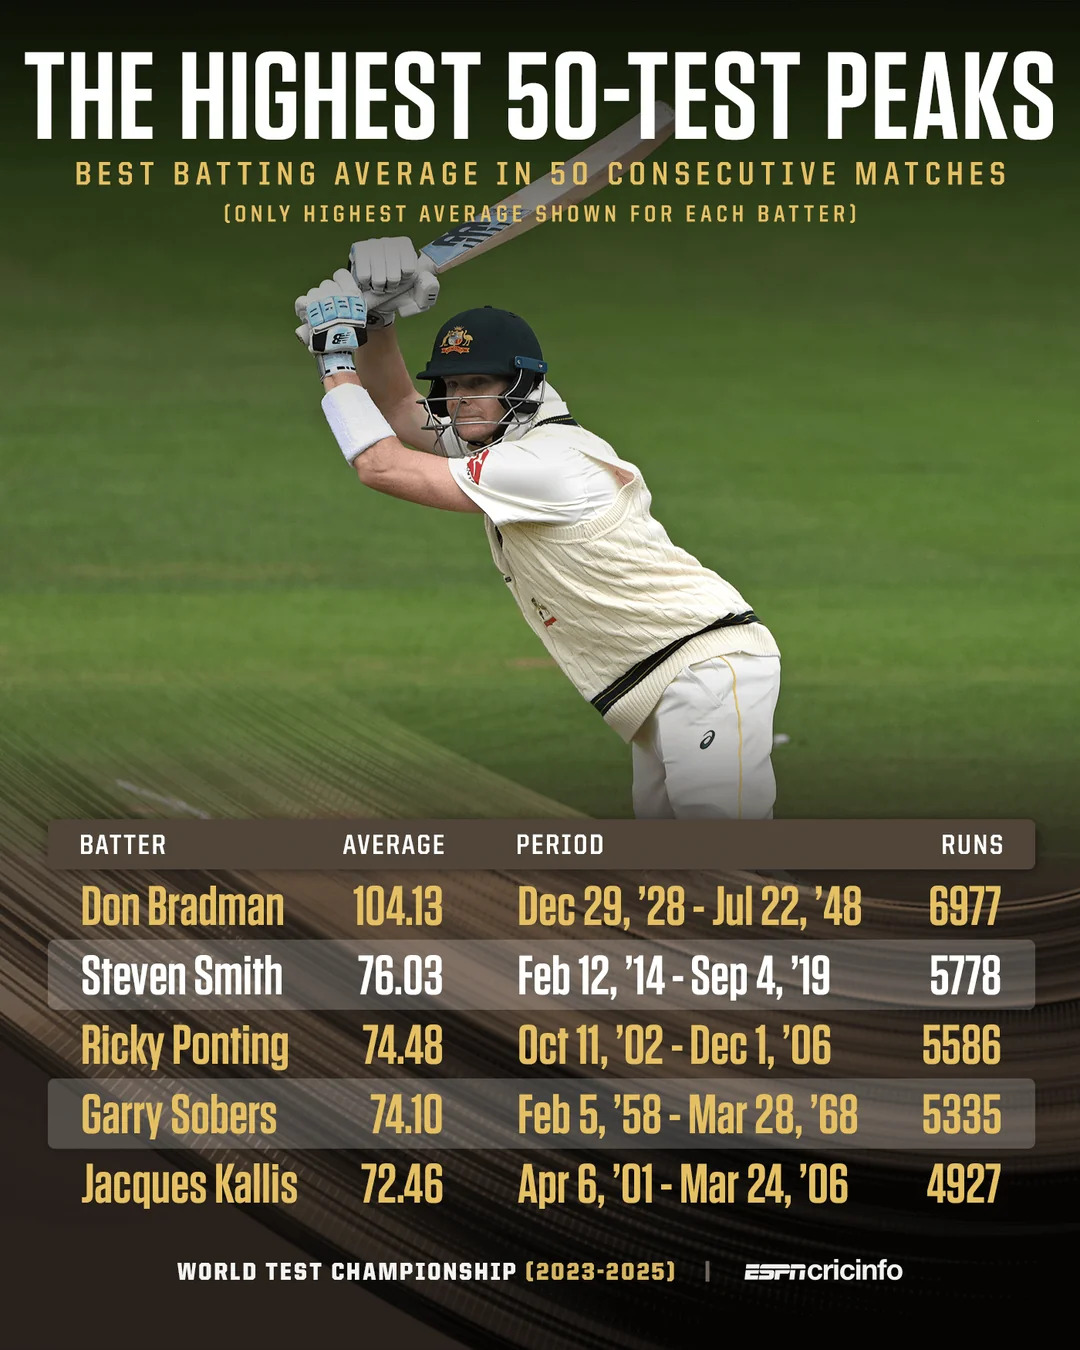 THE HIGHEST 50-TEST PEAKS
BEST BATTING AVERAGE IN 50 CONSECUTIVE MATCHES
(ONLY HIGHEST AVERAGE SHOWN FOR EACH BATTER)
BATTER AVERAGE PERIOD RUNS
Don Bradman 104.13 Dec 29, ’28 - Jul 22, ’48 6977
Steven Smith 76.03 Feb 12, ’14 - Sep 4, ’19 5778
Ricky Ponting 74.48 Oct 11, ’02 - Dec 1, ’06 5586
Garry Sobers 74.10 Feb 5, ’58 - Mar 28, ’68 5335
Jacques Kallis 72.46 Apr 6, ’01 - Mar 24, ’06 4927
WORLD TEST CHAMPIONSHIP (2023-2025) | ESPNcricinfo